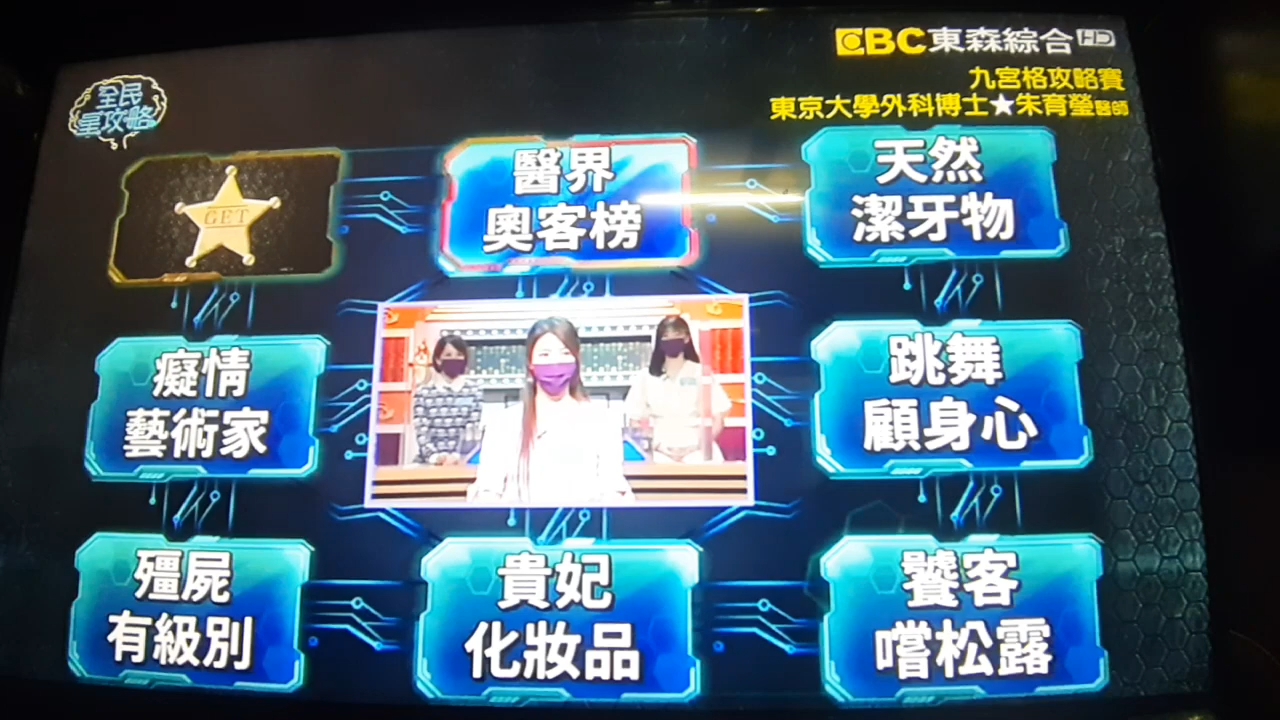 EBC東森綜合HD
九宮格攻略賽
東京大學外科博士★朱育瑩醫師
全民
星攻略
GET
醫界
奧客榜
天然
潔牙物
癡情
藝術家
跳舞
顧身心
殭屍
有級別
貴妃
化妝品
饕客
嚐松露